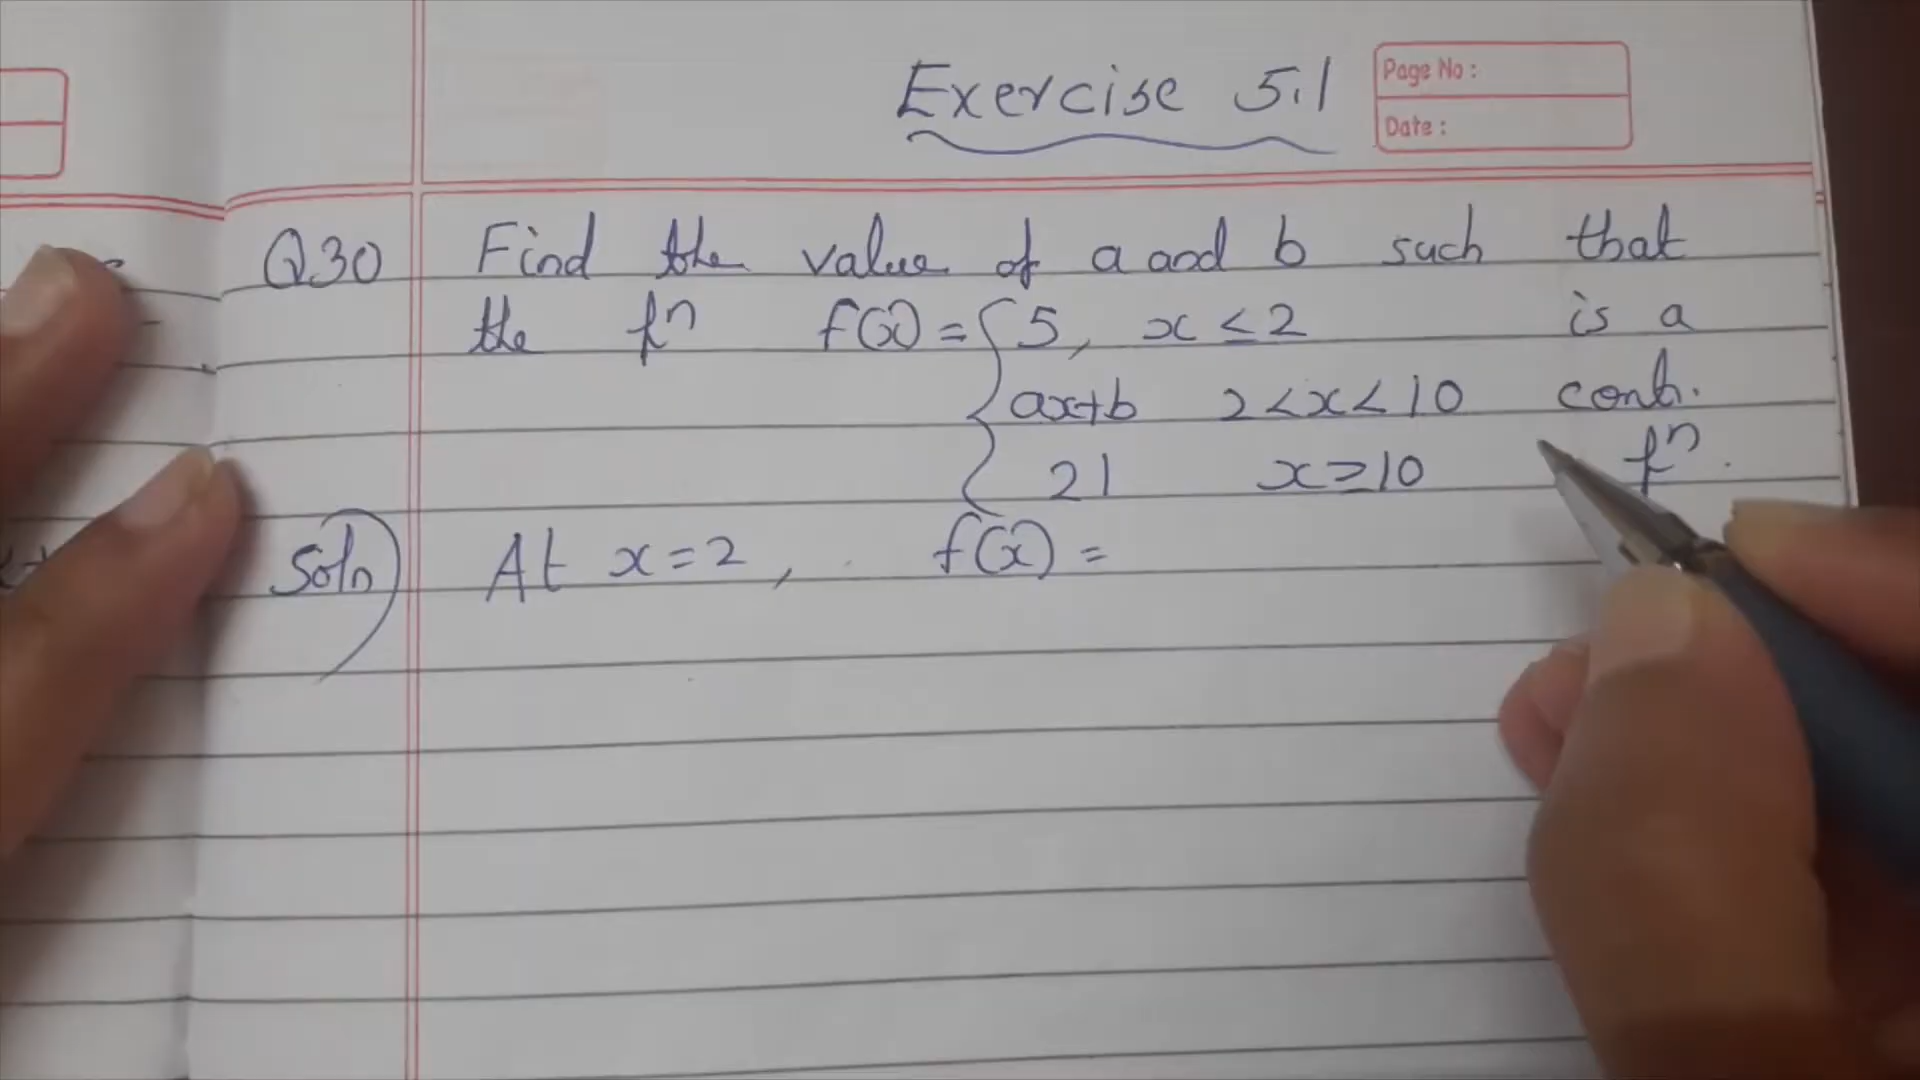 Exercise 5.1
Page No :
Date :
Q30 Find the value of a and b such that
the fⁿ f(x) = { 5, x ≤ 2 is a
ax+b 2<x<10 conti.
21 x≥10 fⁿ.
Soln) At x=2, f(x) =